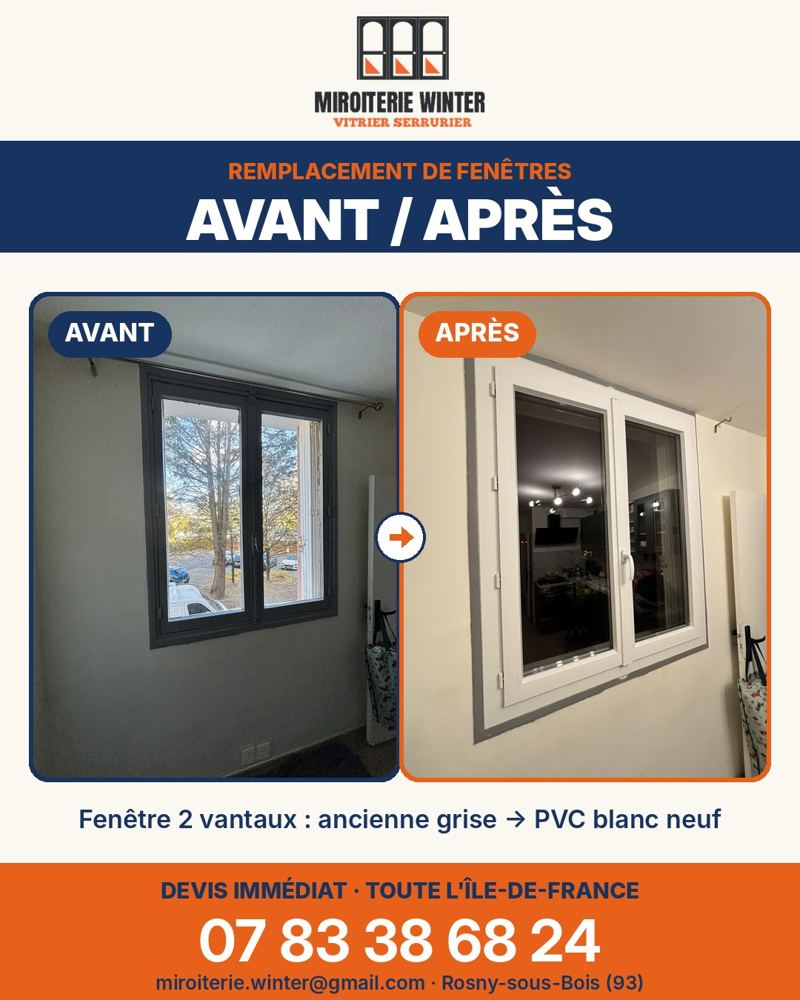 MIROITERIE WINTER
VITRIER SERRURIER
REMPLACEMENT DE FENÊTRES
AVANT / APRÈS
AVANT
APRÈS
Fenêtre 2 vantaux : ancienne grise → PVC blanc neuf
DEVIS IMMÉDIAT · TOUTE L'ÎLE-DE-FRANCE
07 83 38 68 24
miroiterie.winter@gmail.com · Rosny-sous-Bois (93)